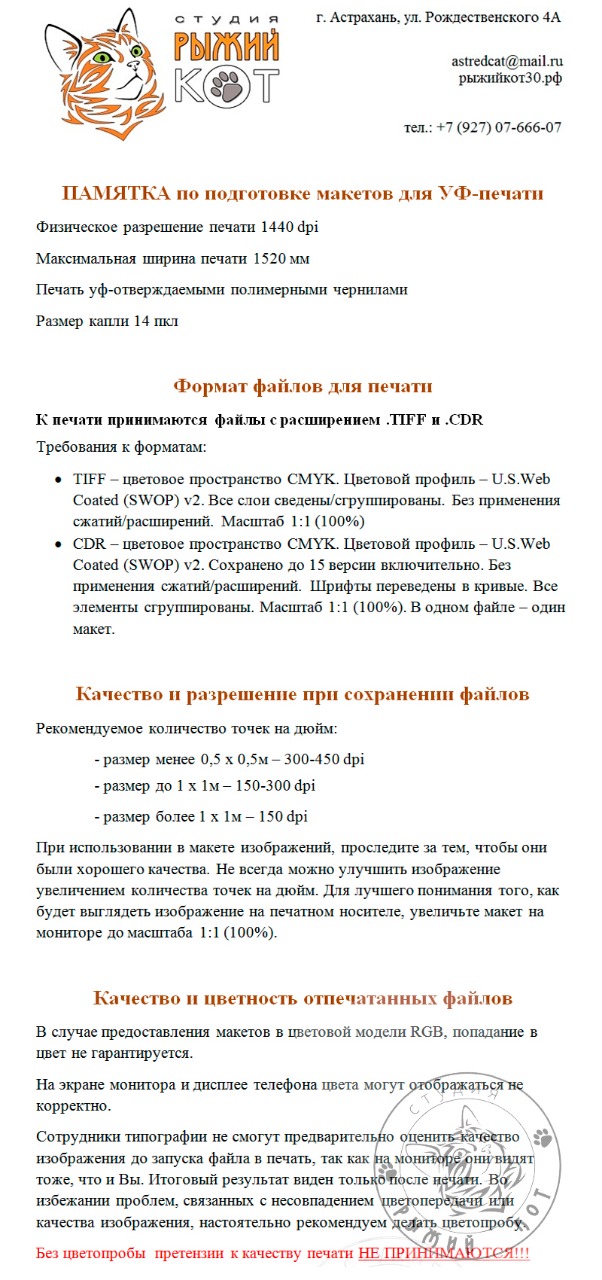 СТУДИЯ
РЫЖИЙ
КОТ
г. Астрахань, ул. Рождественского 4А
astredcat@mail.ru
рыжийкот30.рф
тел.: +7 (927) 07-666-07
ПАМЯТКА по подготовке макетов для УФ-печати
Физическое разрешение печати 1440 dpi
Максимальная ширина печати 1520 мм
Печать уф-отверждаемыми полимерными чернилами
Размер капли 14 пкл
Формат файлов для печати
К печати принимаются файлы с расширением .TIFF и .CDR
Требования к форматам:
• TIFF – цветовое пространство CMYK. Цветовой профиль – U.S.Web
Coated (SWOP) v2. Все слои сведены/сгруппированы. Без применения
сжатий/расширений. Масштаб 1:1 (100%)
• CDR – цветовое пространство CMYK. Цветовой профиль – U.S.Web
Coated (SWOP) v2. Сохранено до 15 версии включительно. Без
применения сжатий/расширений. Шрифты переведены в кривые. Все
элементы сгруппированы. Масштаб 1:1 (100%). В одном файле – один
макет.
Качество и разрешение при сохранении файлов
Рекомендуемое количество точек на дюйм:
- размер менее 0,5 х 0,5м – 300-450 dpi
- размер до 1 х 1м – 150-300 dpi
- размер более 1 х 1м – 150 dpi
При использовании в макете изображений, проследите за тем, чтобы они
были хорошего качества. Не всегда можно улучшить изображение
увеличением количества точек на дюйм. Для лучшего понимания того, как
будет выглядеть изображение на печатном носителе, увеличьте макет на
мониторе до масштаба 1:1 (100%).
Качество и цветность отпечатанных файлов
В случае предоставления макетов в цветовой модели RGB, попадание в
цвет не гарантируется.
На экране монитора и дисплее телефона цвета могут отображаться не
корректно.
Сотрудники типографии не смогут предварительно оценить качество
изображения до запуска файла в печать, так как на мониторе они видят
тоже, что и Вы. Итоговый результат виден только после печати. Во
избежании проблем, связанных с несовпадением цветопередачи или
качества изображения, настоятельно рекомендуем делать цветопробу.
Без цветопробы претензии к качеству печати НЕ ПРИНИМАЮТСЯ!!!
СТУДИЯ
РЫЖИЙ КОТ